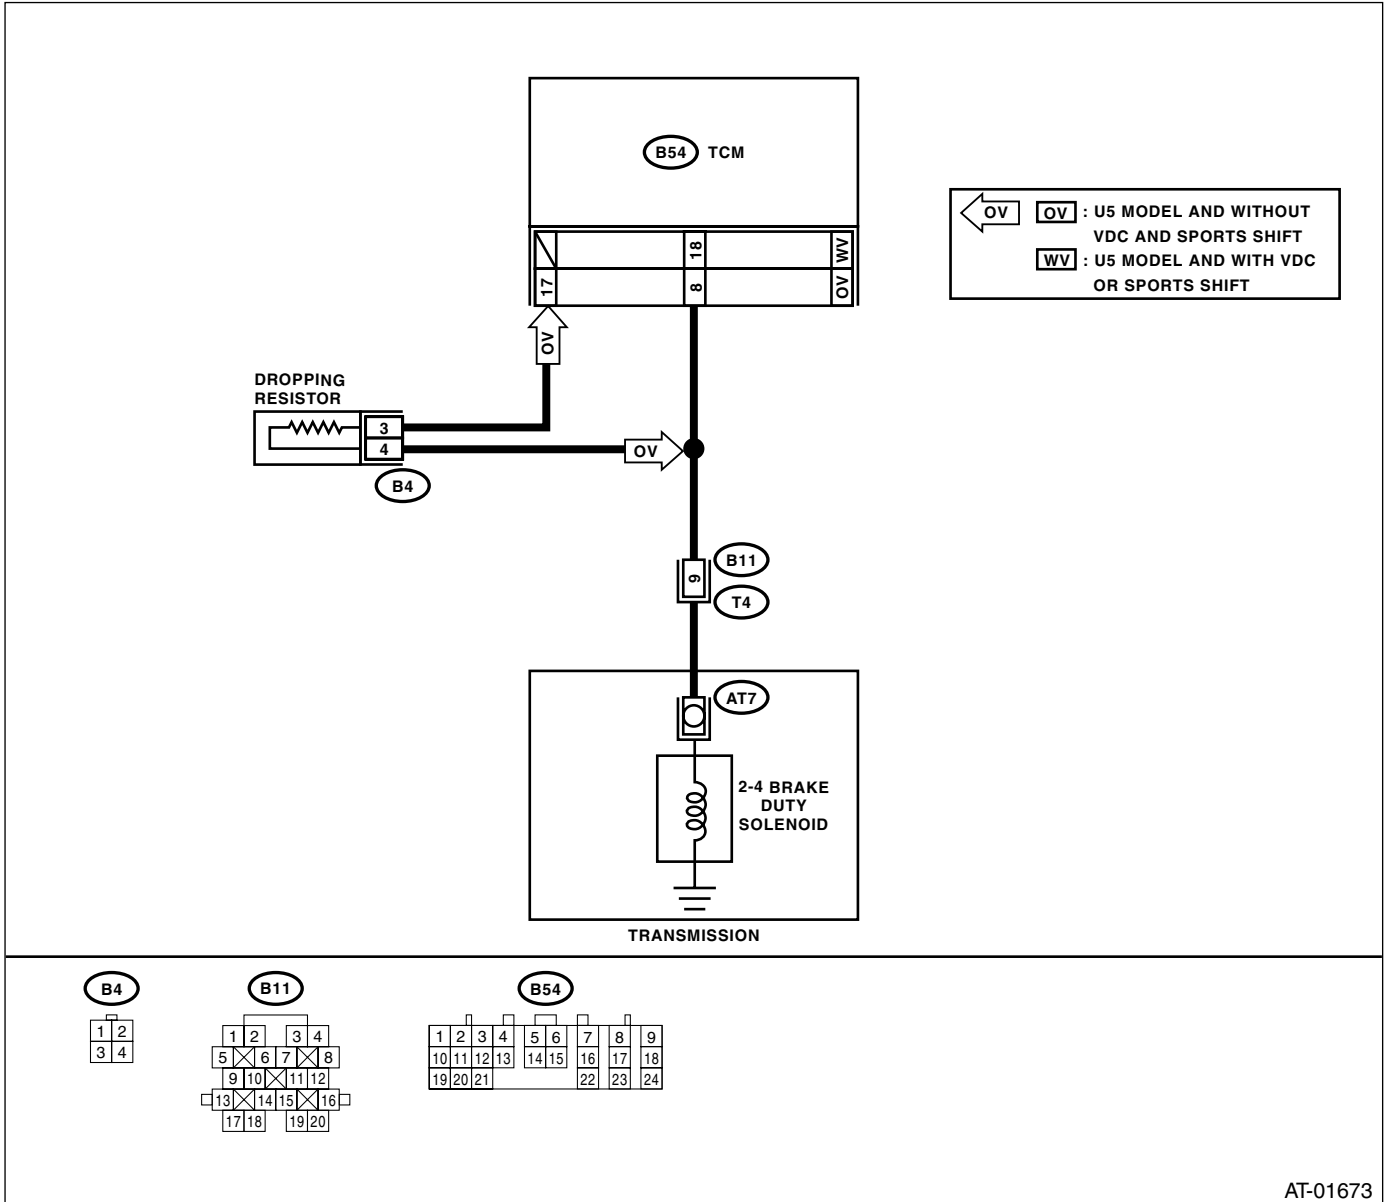 B54 TCM
OV OV : U5 MODEL AND WITHOUT
VDC AND SPORTS SHIFT
WV : U5 MODEL AND WITH VDC
OR SPORTS SHIFT
18 WV
17 8 OV
OV
DROPPING
RESISTOR
3
4
OV
B4
B11
9
T4
AT7
2-4 BRAKE
DUTY
SOLENOID
TRANSMISSION
B4 B11 B54
1 2
3 4
1 2 3 4
5 6 7 8
9 10 11 12
13 14 15 16
17 18 19 20
1 2 3 4 5 6 7 8 9
10 11 12 13 14 15 16 17 18
19 20 21 22 23 24
AT-01673